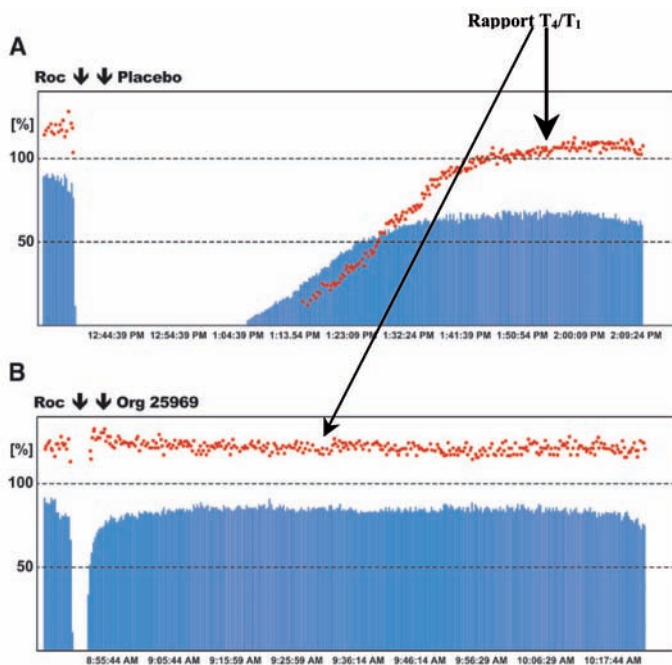 Rapport T₄/T₁
A
Roc ↓ ↓ Placebo
[%]
100
50
12:44:39 PM 12:54:39 PM 1:04:39 PM 1:13.54 PM 1:23:09 PM 1:32:24 PM 1:41:39 PM 1:50:54 PM 2:00:09 PM 2:09:24 PM
B
Roc ↓ ↓ Org 25969
[%]
100
50
8:55:44 AM 9:05:44 AM 9:15:59 AM 9:25:59 AM 9:36:14 AM 9:46:14 AM 9:56:29 AM 10:06:29 AM 10:17:44 AM